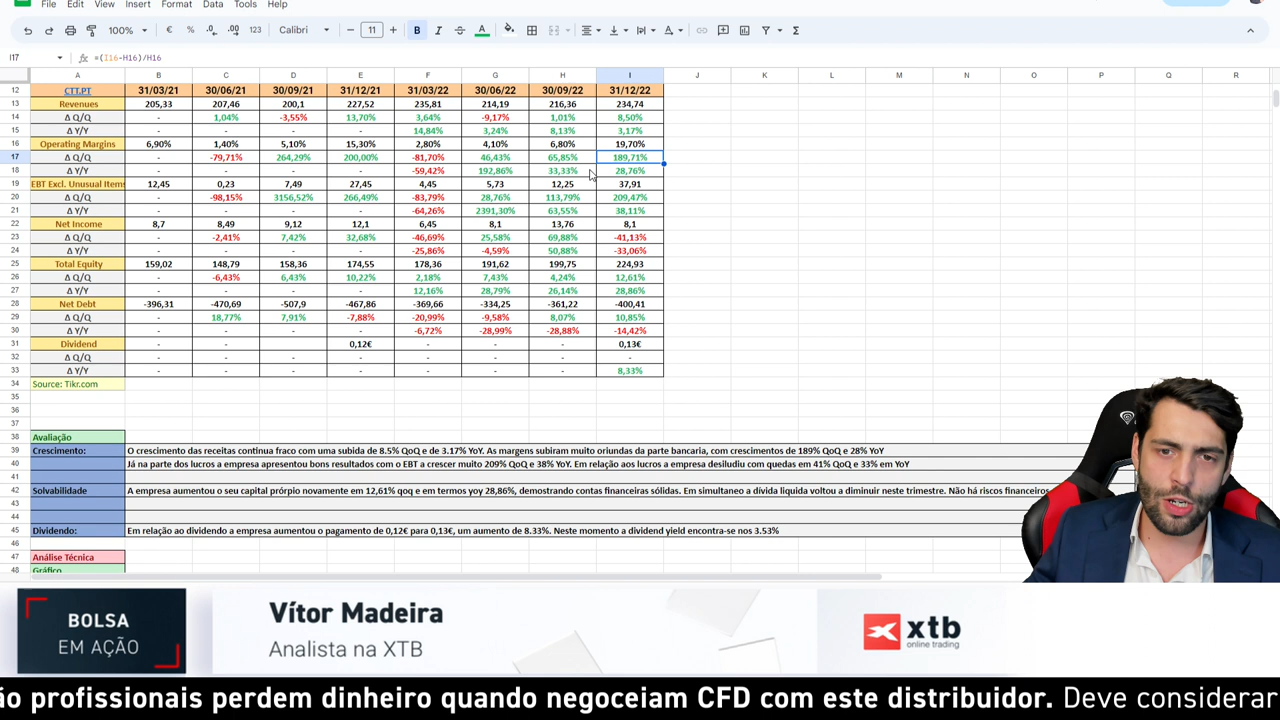 File Edit View Insert Format Data Tools Help
100% € % .0 .00 123 Calibri − 11 + B I A Σ
I17 fx =(I16-H16)/H16
A B C D E F G H I J K L M N O P Q R
12 CTT.PT 31/03/21 30/06/21 30/09/21 31/12/21 31/03/22 30/06/22 30/09/22 31/12/22
13 Revenues 205,33 207,46 200,1 227,52 235,81 214,19 216,36 234,74
14 Δ Q/Q - 1,04% -3,55% 13,70% 3,64% -9,17% 1,01% 8,50%
15 Δ Y/Y - - - - 14,84% 3,24% 8,13% 3,17%
16 Operating Margins 6,90% 1,40% 5,10% 15,30% 2,80% 4,10% 6,80% 19,70%
17 Δ Q/Q - -79,71% 264,29% 200,00% -81,70% 46,43% 65,85% 189,71%
18 Δ Y/Y - - - - -59,42% 192,86% 33,33% 28,76%
19 EBT Excl. Unusual Items 12,45 0,23 7,49 27,45 4,45 5,73 12,25 37,91
20 Δ Q/Q - -98,15% 3156,52% 266,49% -83,79% 28,76% 113,79% 209,47%
21 Δ Y/Y - - - - -64,26% 2391,30% 63,55% 38,11%
22 Net Income 8,7 8,49 9,12 12,1 6,45 8,1 13,76 8,1
23 Δ Q/Q - -2,41% 7,42% 32,68% -46,69% 25,58% 69,88% -41,13%
24 Δ Y/Y - - - - -25,86% -4,59% 50,88% -33,06%
25 Total Equity 159,02 148,79 158,36 174,55 178,36 191,62 199,75 224,93
26 Δ Q/Q - -6,43% 6,43% 10,22% 2,18% 7,43% 4,24% 12,61%
27 Δ Y/Y - - - - 12,16% 28,79% 26,14% 28,86%
28 Net Debt -396,31 -470,69 -507,9 -467,86 -369,66 -334,25 -361,22 -400,41
29 Δ Q/Q - 18,77% 7,91% -7,88% -20,99% -9,58% 8,07% 10,85%
30 Δ Y/Y - - - - -6,72% -28,99% -28,88% -14,42%
31 Dividend - - 0,12€ - - - 0,13€
32 Δ Q/Q - - - - - - - -
33 Δ Y/Y - - - - - - - 8,33%
34 Source: Tikr.com
35
36
37
38 Avaliação
39 Crescimento: O crescimento das receitas continua fraco com uma subida de 8.5% QoQ e de 3.17% YoY. As margens subiram muito oriundas da parte bancaria, com crescimentos de 189% QoQ e 28% YoY
40 Já na parte dos lucros a empresa apresentou bons resultados com o EBT a crescer muito 209% QoQ e 38% YoY. Em relação aos lucros a empresa desiludiu com quedas em 41% QoQ e 33% em YoY
41
42 Solvabilidade A empresa aumentou o seu capital prórpio novamente em 12,61% qoq e em termos yoy 28,86%, demostrando contas financeiras sólidas. Em simultaneo a dívida liquida voltou a diminuir neste trimestre. Não há riscos financeiros
43
44
45 Dividendo: Em relação ao dividendo a empresa aumentou o pagamento de 0,12€ para 0,13€, um aumento de 8.33%. Neste momento a dividend yield encontra-se nos 3.53%
46
47 Análise Técnica
48 Gráfico
BOLSA
EM AÇÃO
Vítor Madeira
Analista na XTB
xtb
online trading
ão profissionais perdem dinheiro quando negoceiam CFD com este distribuidor. Deve considerar